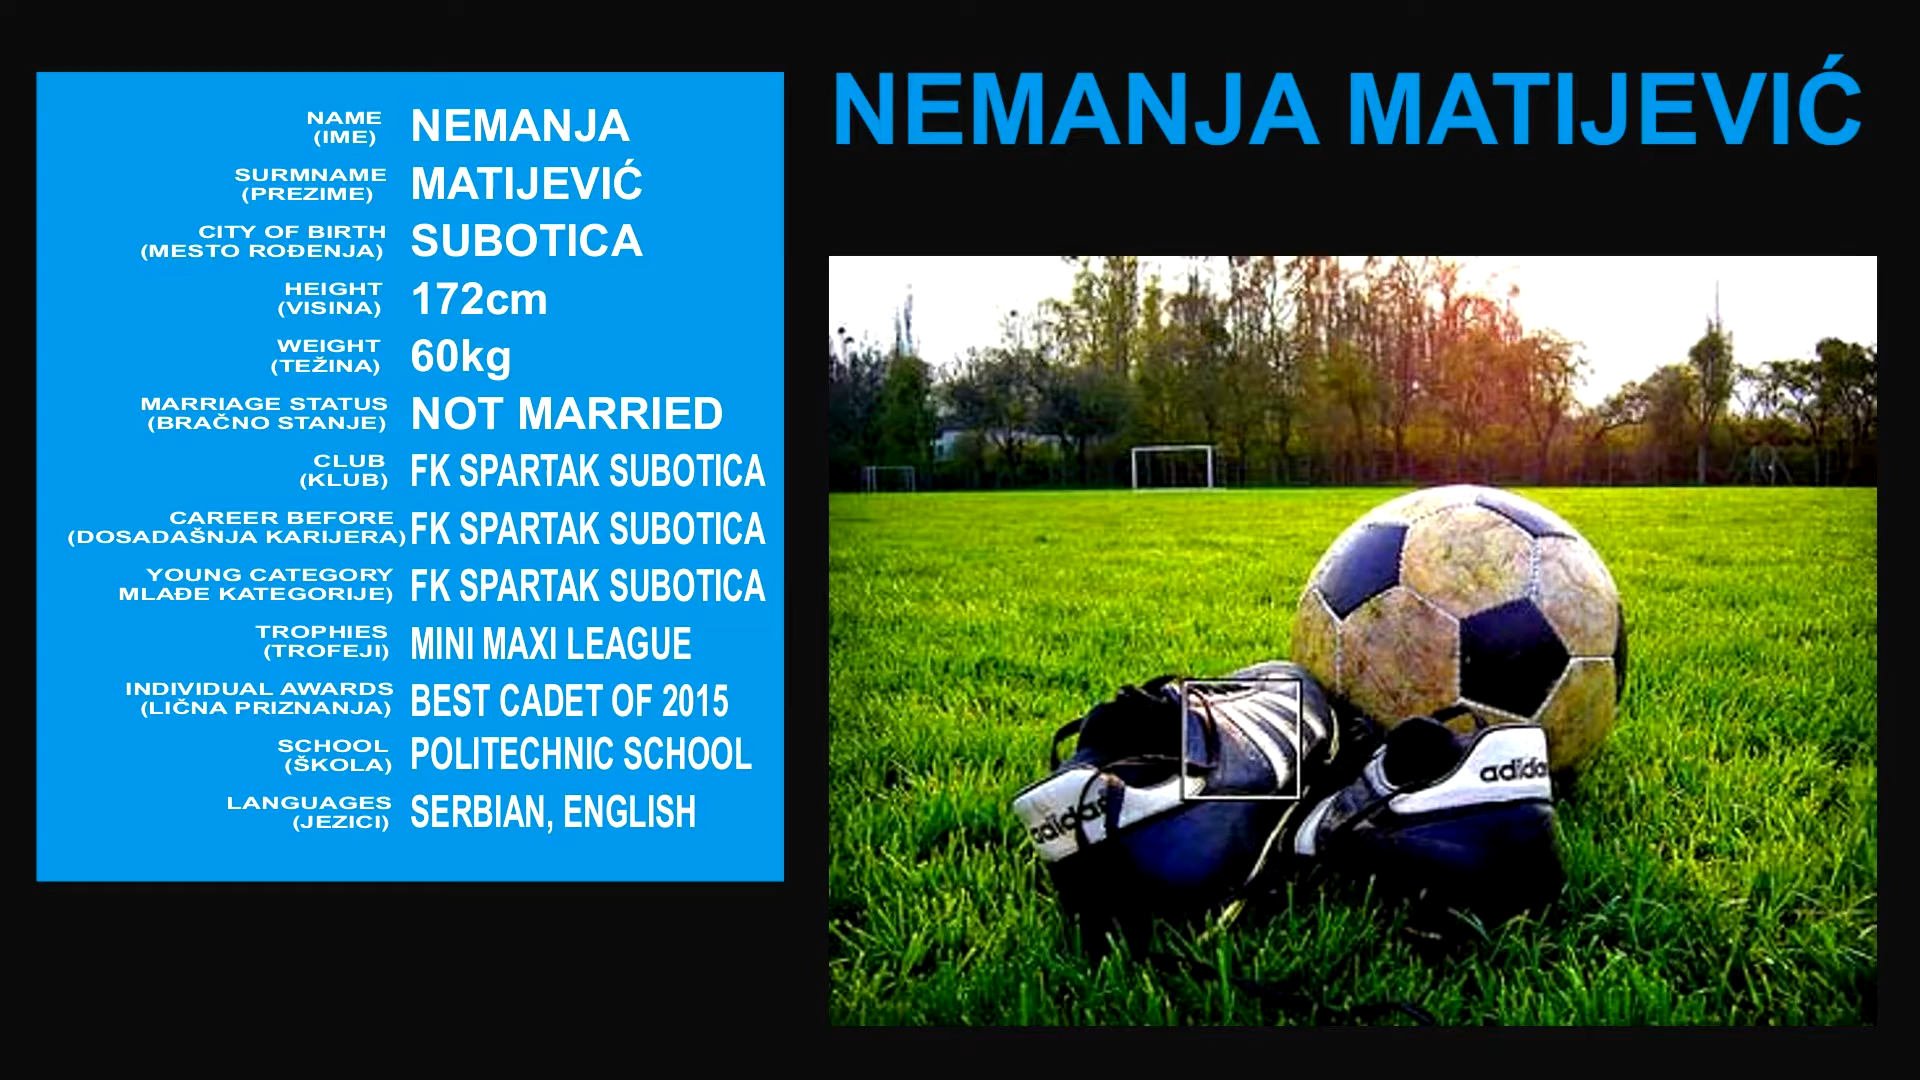 NEMANJA MATIJEVIĆ
NAME
(IME)
NEMANJA
SURMNAME
(PREZIME)
MATIJEVIĆ
CITY OF BIRTH
(MESTO ROĐENJA)
SUBOTICA
HEIGHT
(VISINA)
172cm
WEIGHT
(TEŽINA)
60kg
MARRIAGE STATUS
(BRAČNO STANJE)
NOT MARRIED
CLUB
(KLUB)
FK SPARTAK SUBOTICA
CAREER BEFORE
(DOSADAŠNJA KARIJERA)
FK SPARTAK SUBOTICA
YOUNG CATEGORY
MLAĐE KATEGORIJE)
FK SPARTAK SUBOTICA
TROPHIES
(TROFEJI)
MINI MAXI LEAGUE
INDIVIDUAL AWARDS
(LIČNA PRIZNANJA)
BEST CADET OF 2015
SCHOOL
(ŠKOLA)
POLITECHNIC SCHOOL
LANGUAGES
(JEZICI)
SERBIAN, ENGLISH
adidas
adidas